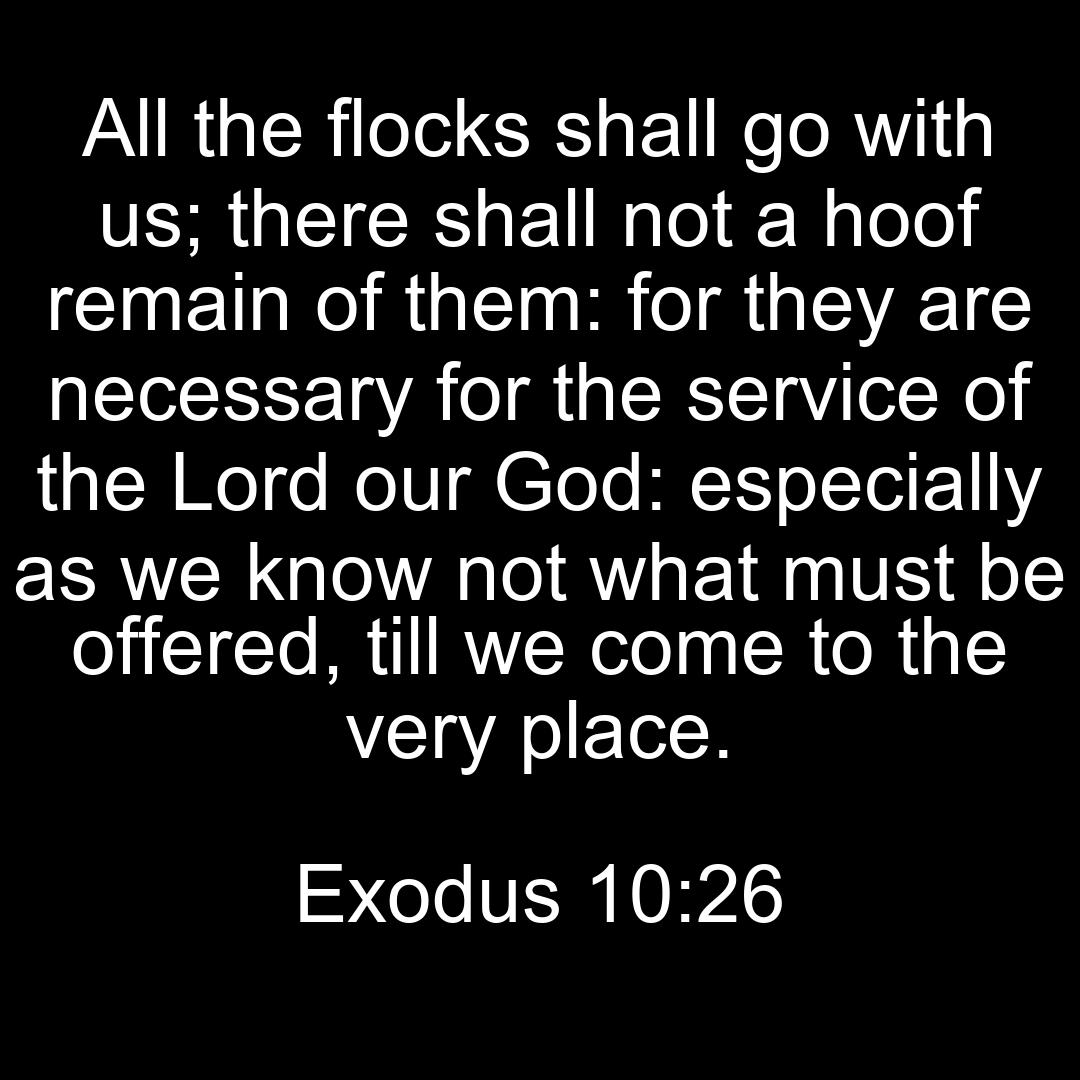 All the flocks shall go with
us; there shall not a hoof
remain of them: for they are
necessary for the service of
the Lord our God: especially
as we know not what must be
offered, till we come to the
very place.
Exodus 10:26